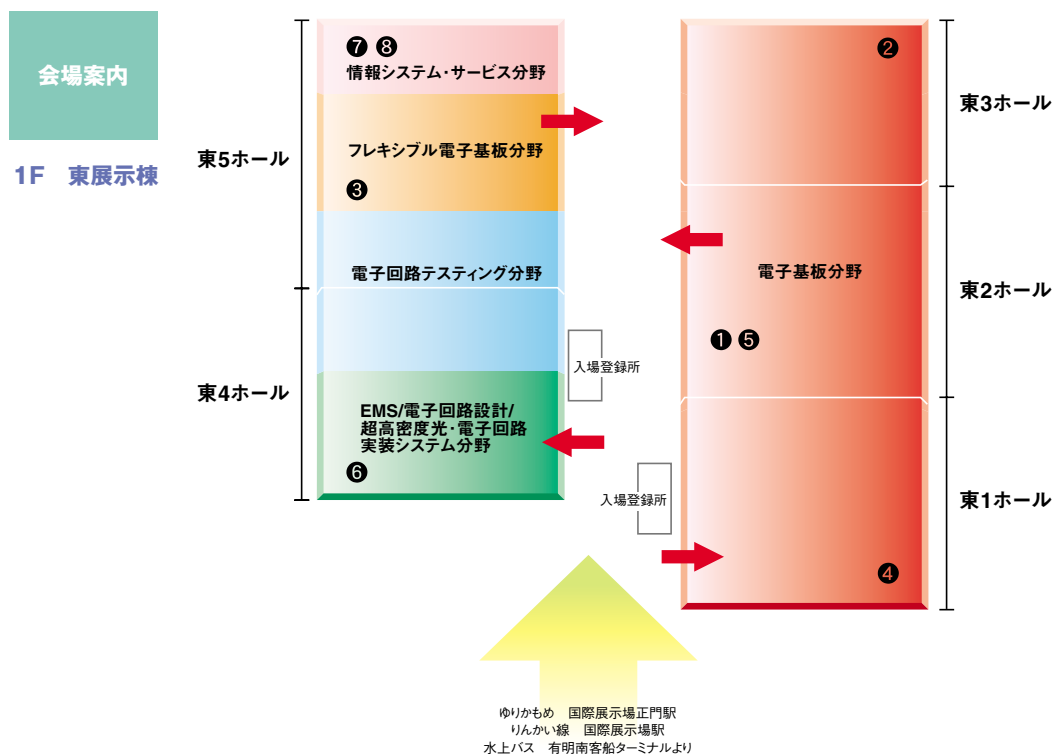 会場案内
1F 東展示棟
東5ホール
東4ホール
❼ ❽
情報システム・サービス分野
フレキシブル電子基板分野
❸
電子回路テスティング分野
EMS/電子回路設計/
超高密度光・電子回路
実装システム分野
❻
入場登録所
入場登録所
❷
電子基板分野
❶ ❺
❹
東3ホール
東2ホール
東1ホール
ゆりかもめ 国際展示場正門駅
りんかい線 国際展示場駅
水上バス 有明南客船ターミナルより